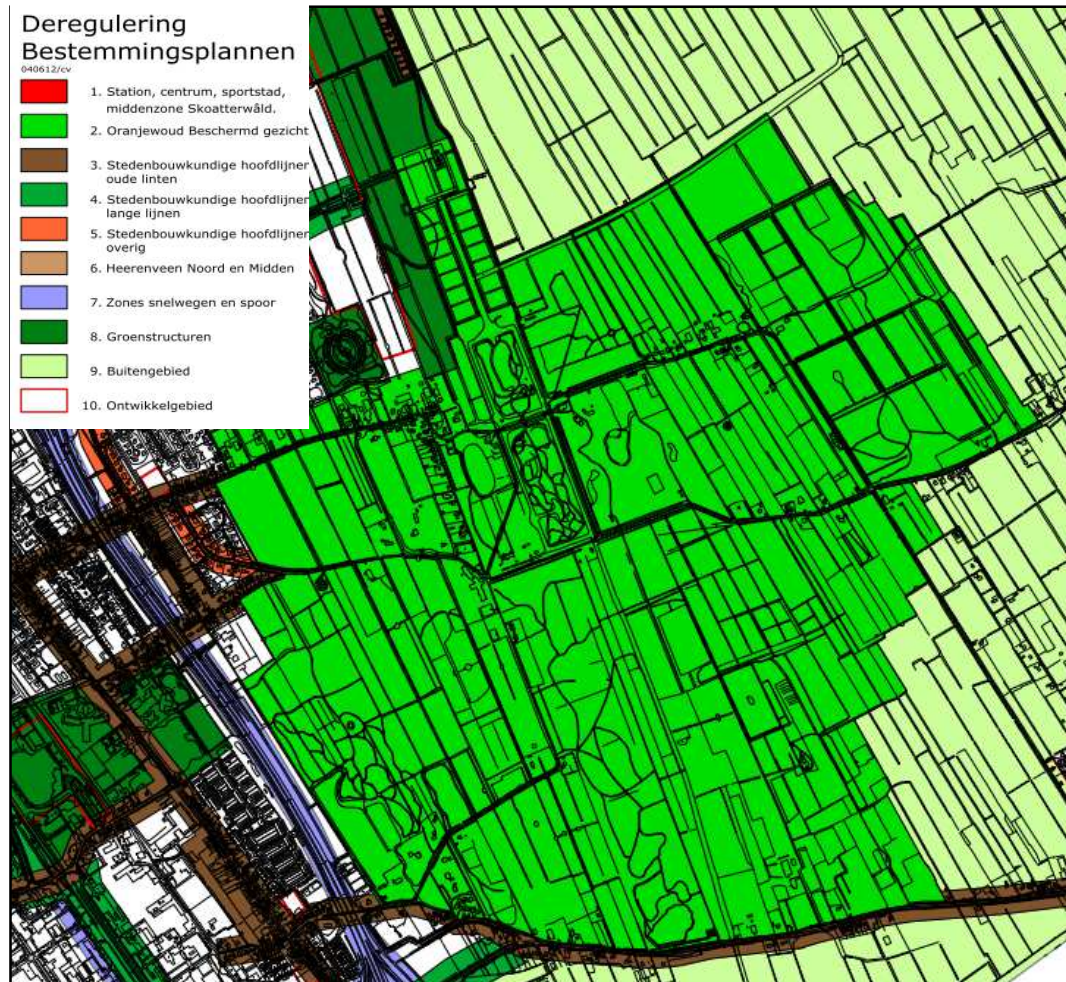 Deregulering
Bestemmingsplannen
040612/cv
1. Station, centrum, sportstad,
middenzone Skoatterwâld.
2. Oranjewoud Beschermd gezicht
3. Stedenbouwkundige hoofdlijnen
oude linten
4. Stedenbouwkundige hoofdlijnen
lange lijnen
5. Stedenbouwkundige hoofdlijnen
overig
6. Heerenveen Noord en Midden
7. Zones snelwegen en spoor
8. Groenstructuren
9. Buitengebied
10. Ontwikkelgebied